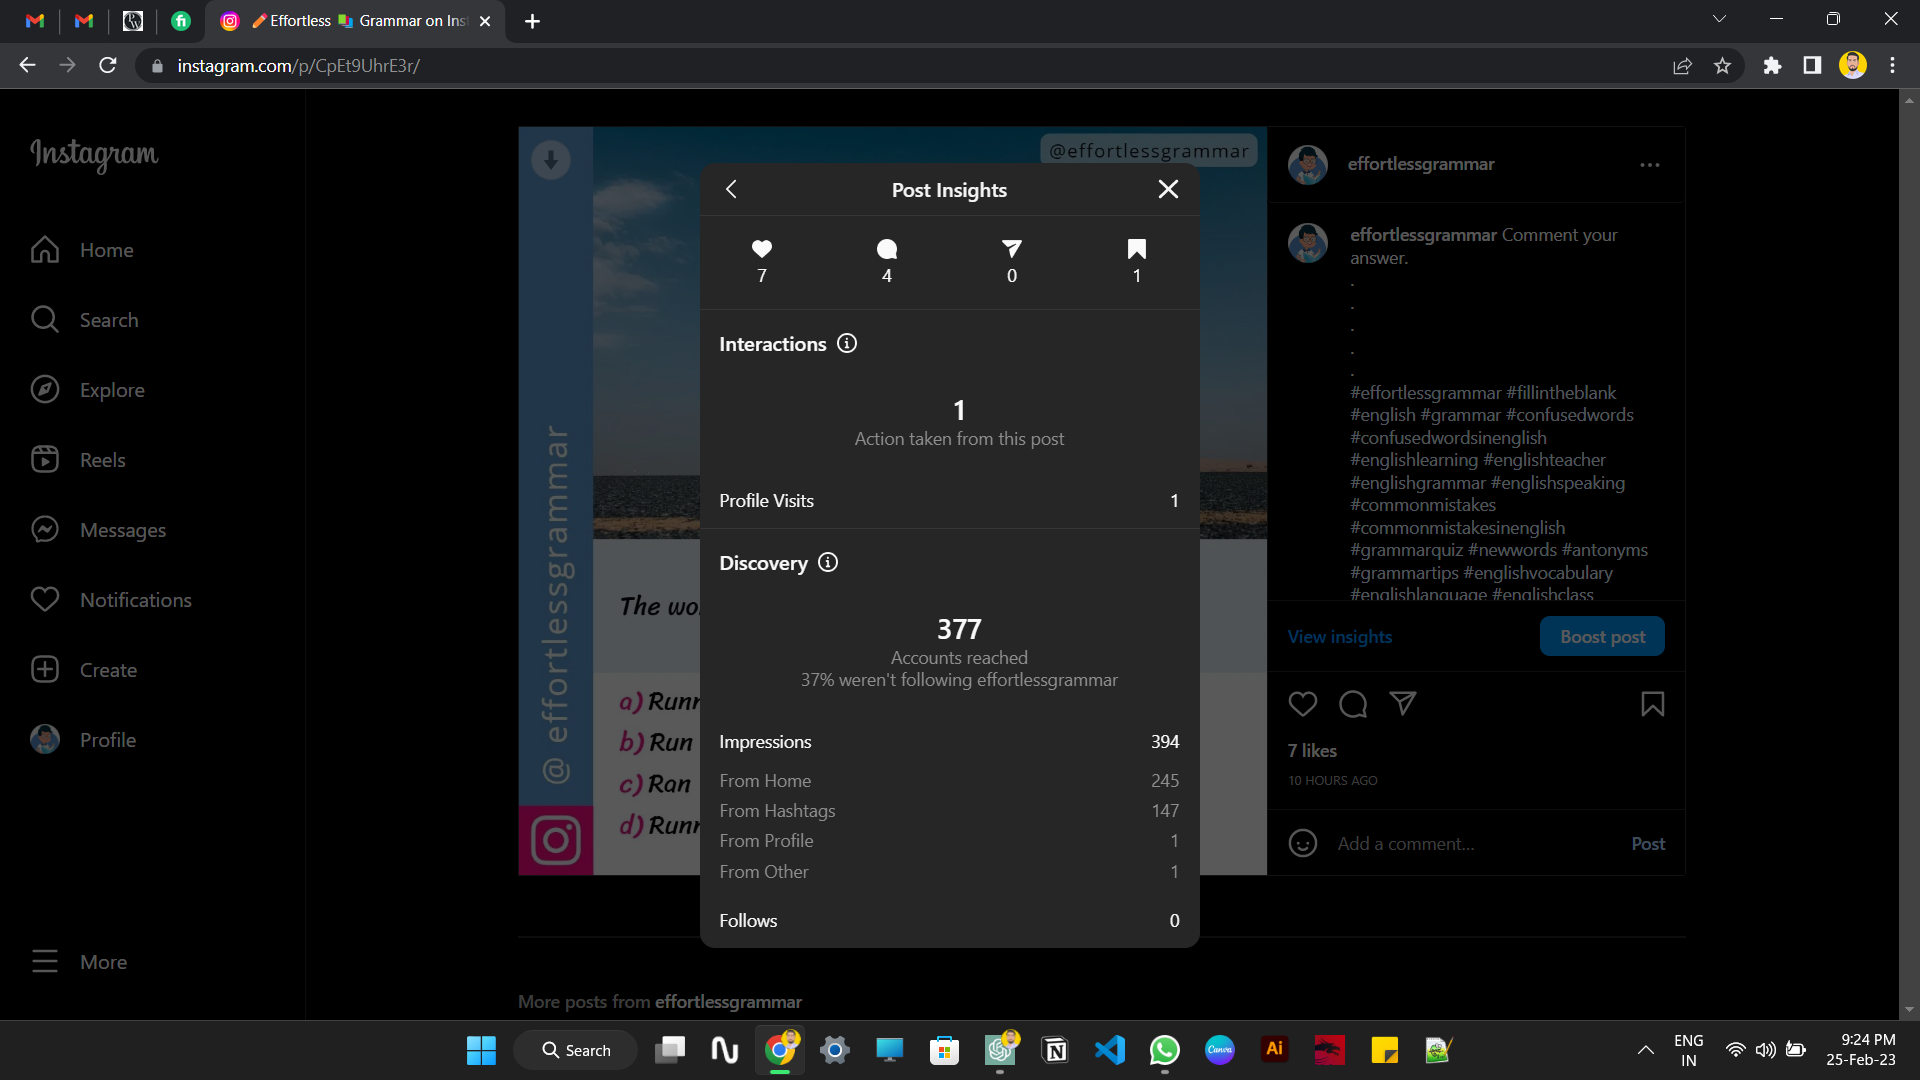 Effortless Grammar on Ins
instagram.com/p/CpEt9UhrE3r/
Instagram
Home
Search
Explore
Reels
Messages
Notifications
Create
Profile
More
@effortlessgrammar
@ effortlessgrammar
The wo
a) Runn
b) Run
c) Ran
d) Runn
Post Insights
7
4
0
1
Interactions
1
Action taken from this post
Profile Visits 1
Discovery
377
Accounts reached
37% weren't following effortlessgrammar
Impressions 394
From Home 245
From Hashtags 147
From Profile 1
From Other 1
Follows 0
effortlessgrammar
effortlessgrammar Comment your
answer.
.
.
.
.
.
#effortlessgrammar #fillintheblank
#english #grammar #confusedwords
#confusedwordsinenglish
#englishlearning #englishteacher
#englishgrammar #englishspeaking
#commonmistakes
#commonmistakesinenglish
#grammarquiz #newwords #antonyms
#grammartips #englishvocabulary
#englishlanguage #englishclass
View insights
Boost post
7 likes
10 HOURS AGO
Add a comment...
Post
More posts from effortlessgrammar
Search
Canva
Ai
ENG
IN
9:24 PM
25-Feb-23